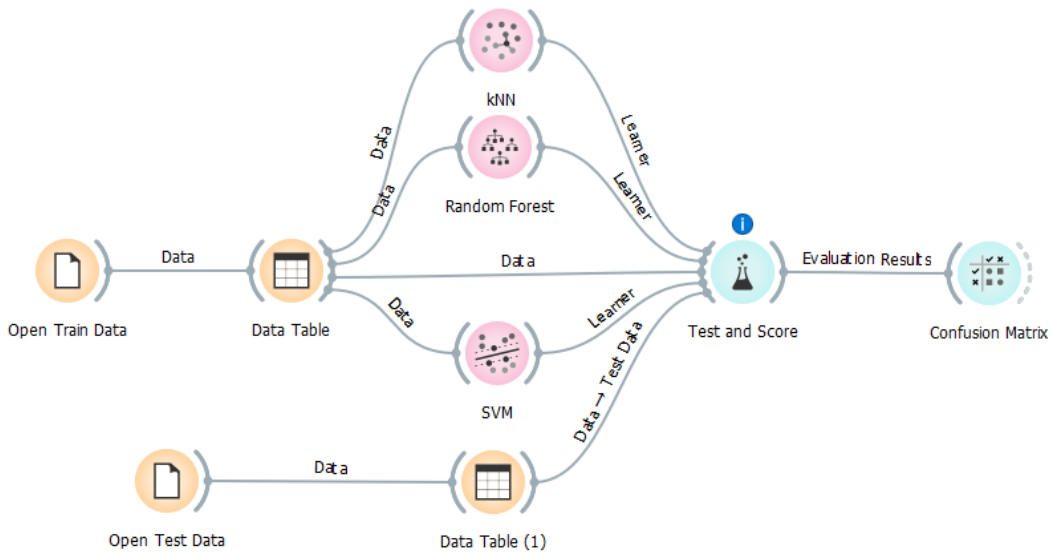 kNN
Data
Learner
Data
Learner
Random Forest
i
Data
Data
Evaluation Results
Open Train Data
Data Table
Data
Learner
Test and Score
Confusion Matrix
SVM
Data → Test Data
Data
Open Test Data
Data Table (1)